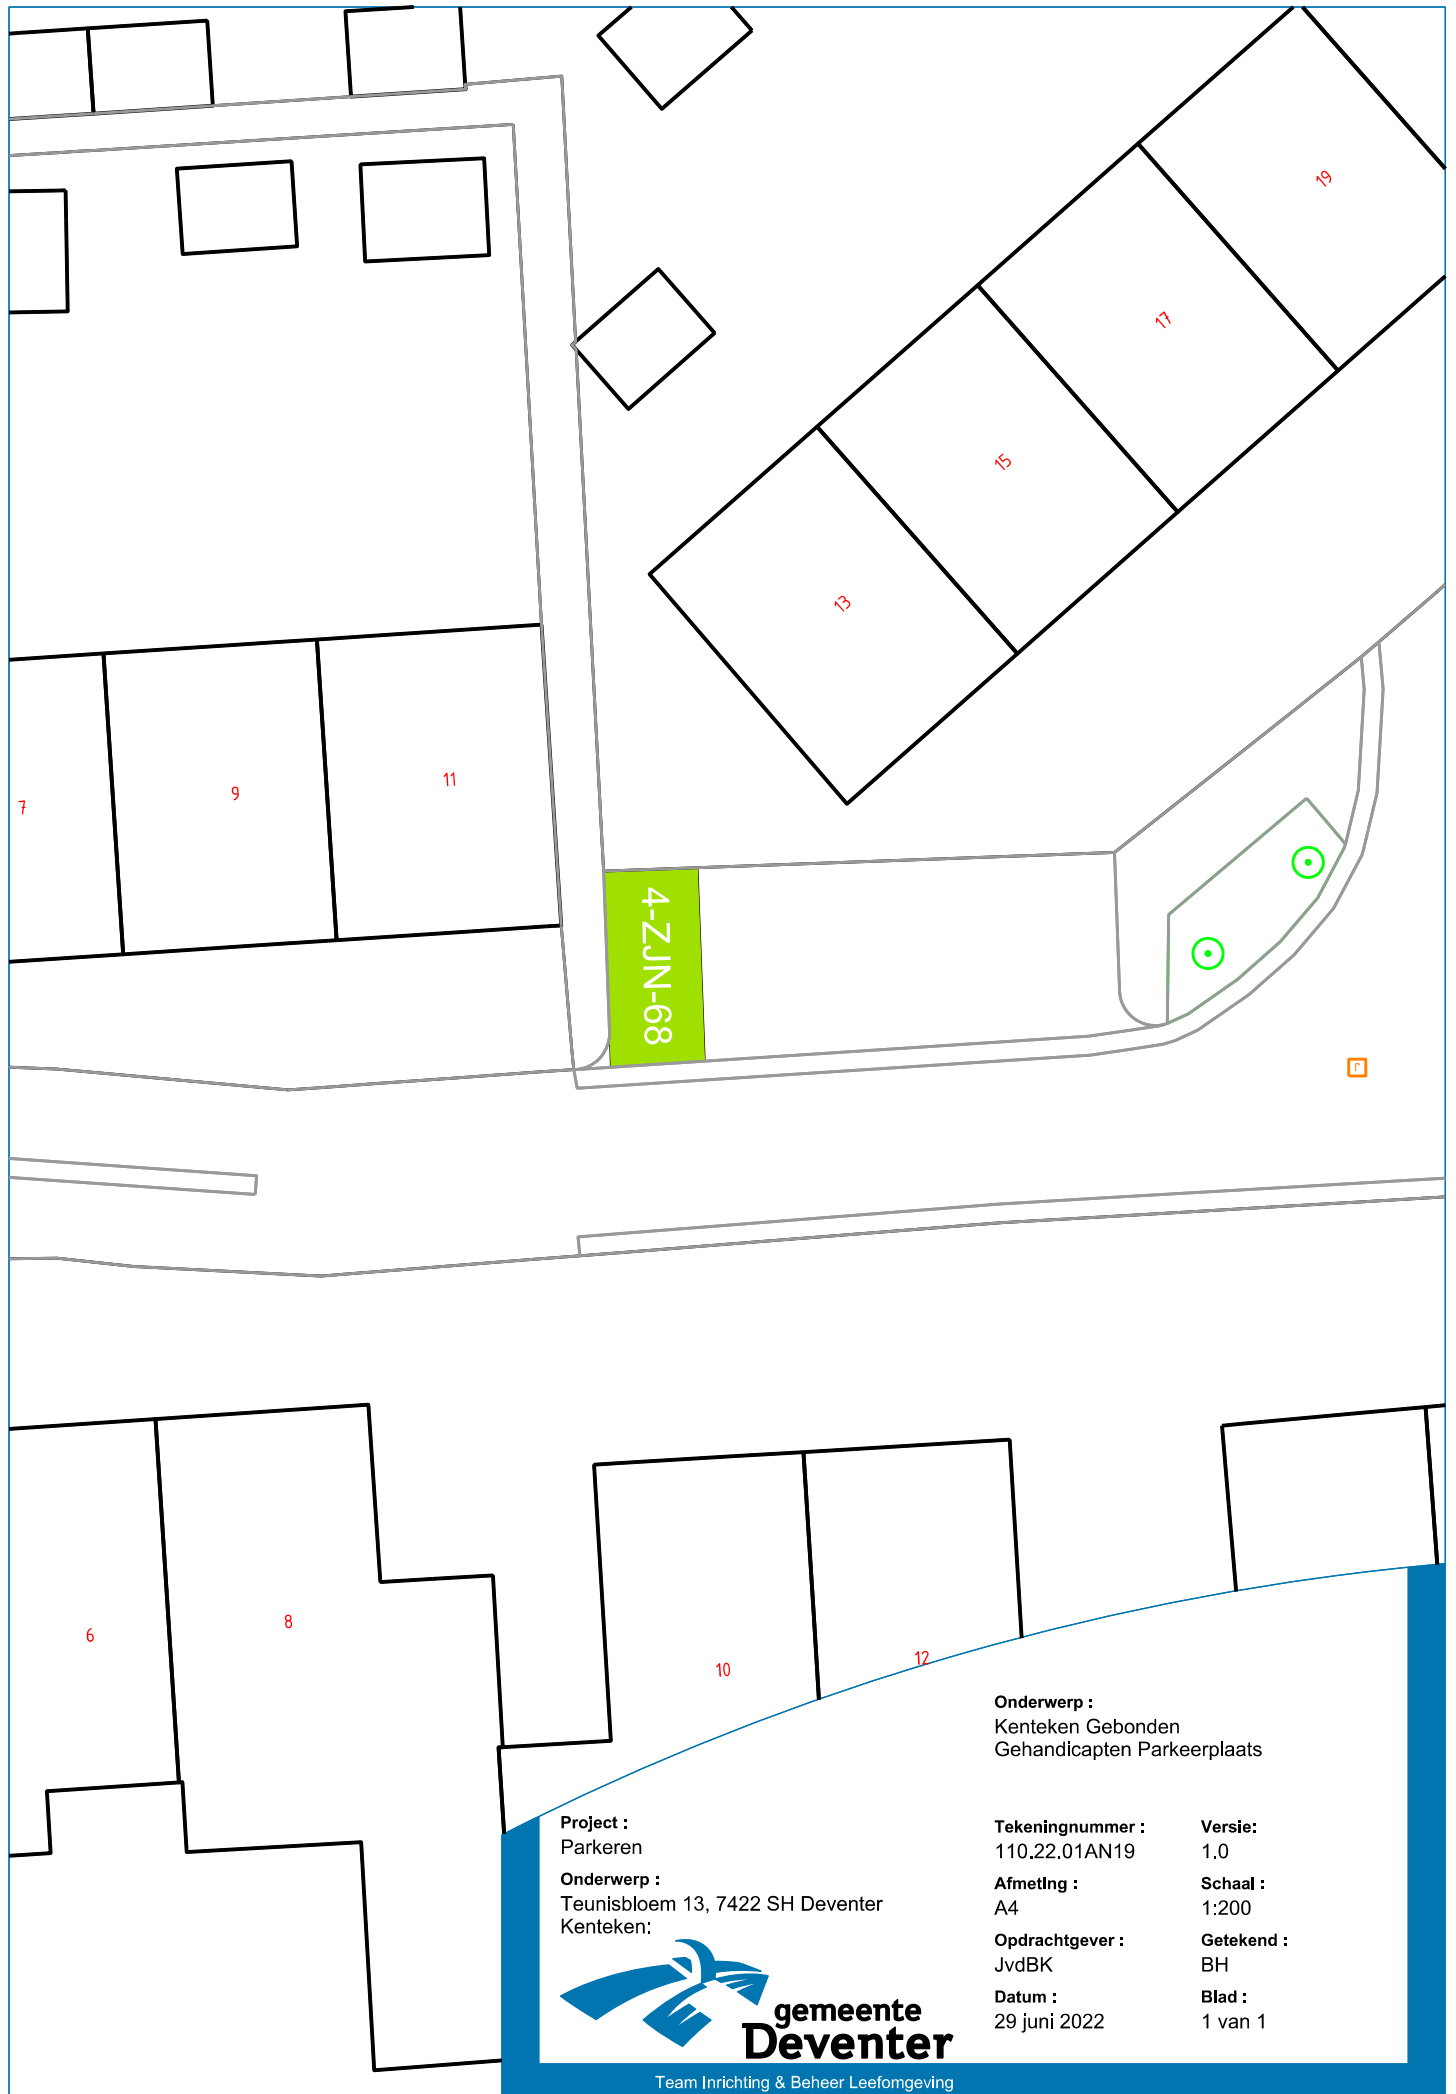 19
17
15
13
11
9
7
4-ZJN-68
6
8
10
12
Onderwerp :
Kenteken Gebonden
Gehandicapten Parkeerplaats
Project :
Parkeren
Onderwerp :
Teunisbloem 13, 7422 SH Deventer
Kenteken:
Tekeningnummer :
110.22.01AN19
Versie:
1.0
Afmeting :
A4
Schaal :
1:200
Opdrachtgever :
JvdBK
Getekend :
BH
Datum :
29 juni 2022
Blad :
1 van 1
gemeente
Deventer
Team Inrichting & Beheer Leefomgeving